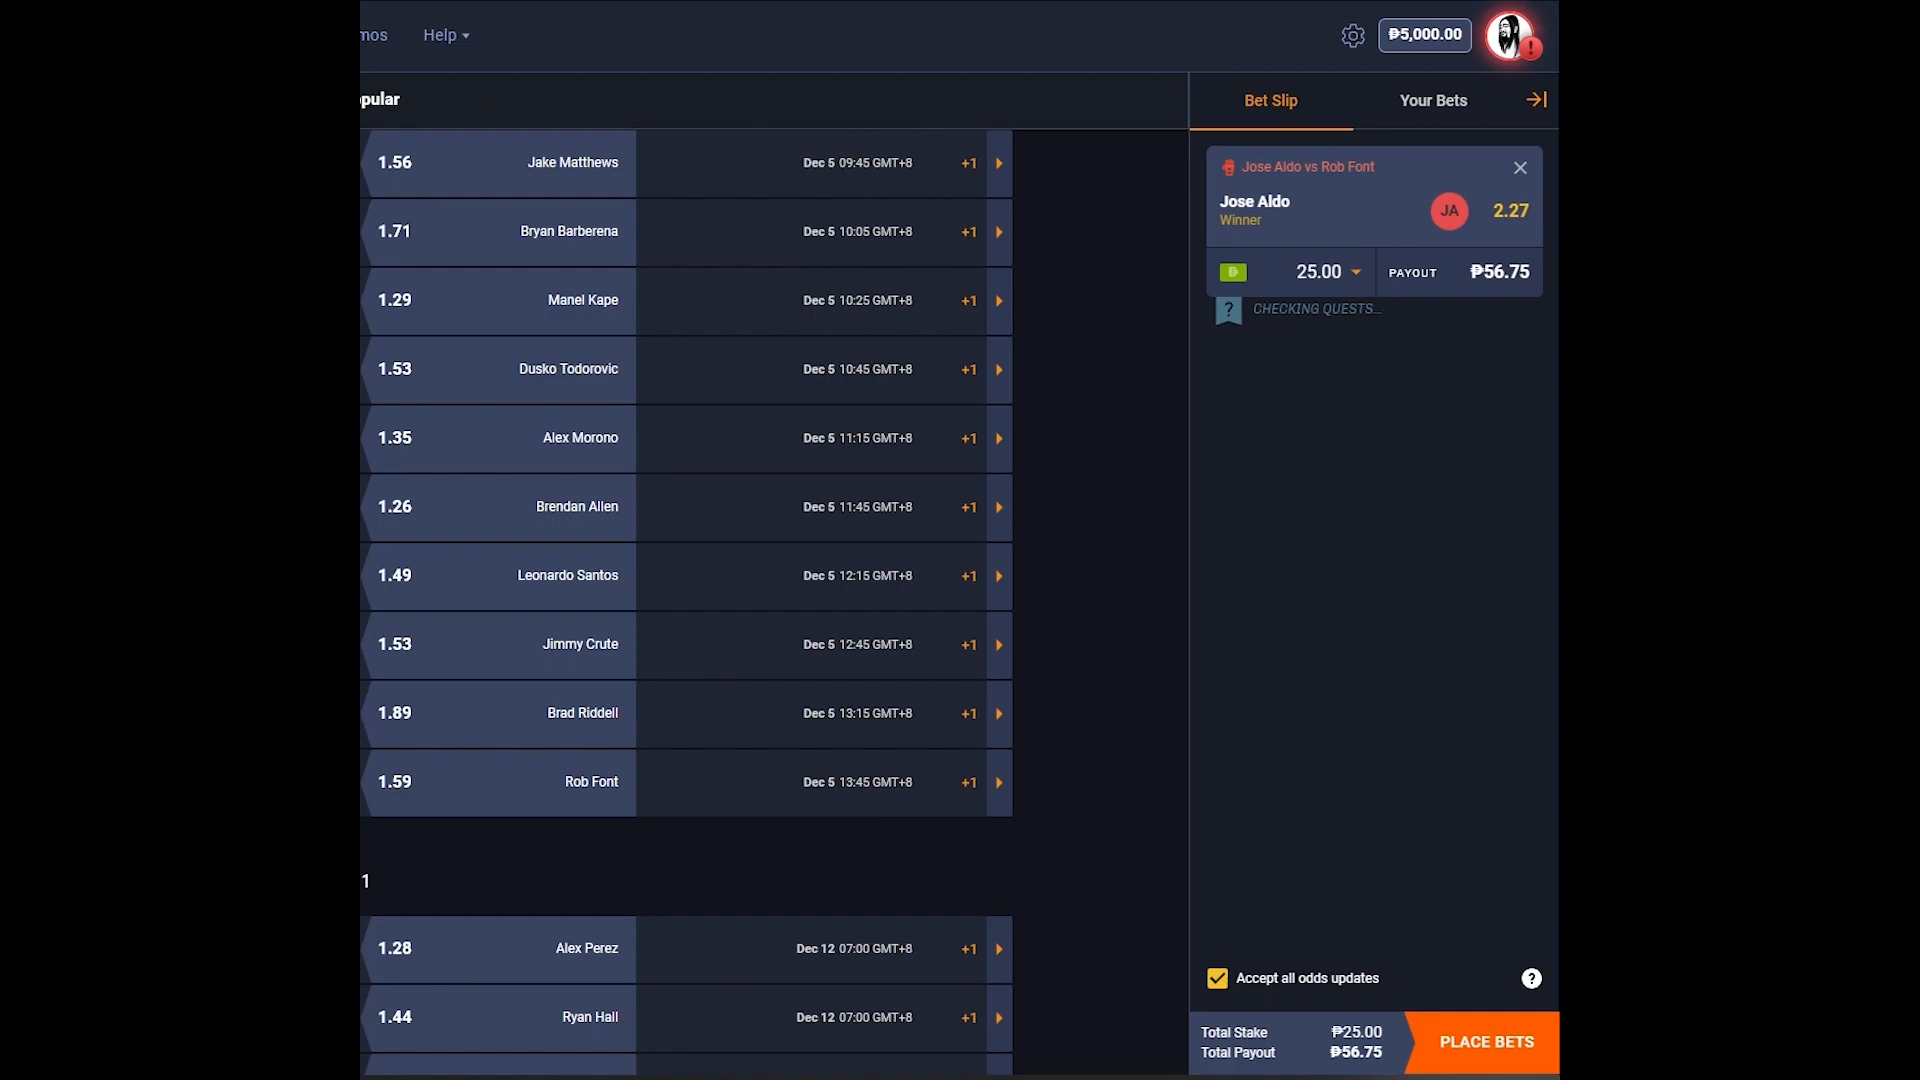 mos Help ₱5,000.00
opular
Bet Slip Your Bets
1.56 Jake Matthews Dec 5 09:45 GMT+8 +1
1.71 Bryan Barberena Dec 5 10:05 GMT+8 +1
1.29 Manel Kape Dec 5 10:25 GMT+8 +1
1.53 Dusko Todorovic Dec 5 10:45 GMT+8 +1
1.35 Alex Morono Dec 5 11:15 GMT+8 +1
1.26 Brendan Allen Dec 5 11:45 GMT+8 +1
1.49 Leonardo Santos Dec 5 12:15 GMT+8 +1
1.53 Jimmy Crute Dec 5 12:45 GMT+8 +1
1.89 Brad Riddell Dec 5 13:15 GMT+8 +1
1.59 Rob Font Dec 5 13:45 GMT+8 +1
1
1.28 Alex Perez Dec 12 07:00 GMT+8 +1
1.44 Ryan Hall Dec 12 07:00 GMT+8 +1
Jose Aldo vs Rob Font
Jose Aldo JA 2.27
Winner
₱ 25.00 PAYOUT ₱56.75
? CHECKING QUESTS...
Accept all odds updates ?
Total Stake ₱25.00
Total Payout ₱56.75
PLACE BETS